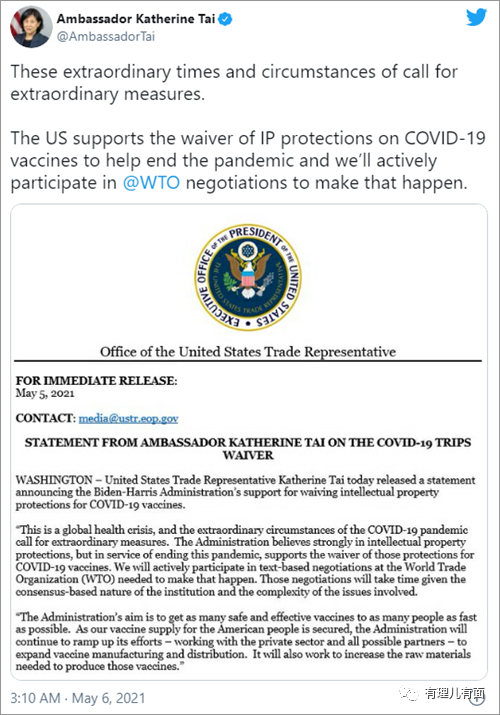 Ambassador Katherine Tai
@AmbassadorTai
These extraordinary times and circumstances of call for
extraordinary measures.
The US supports the waiver of IP protections on COVID-19
vaccines to help end the pandemic and we'll actively
participate in @WTO negotiations to make that happen.
EXECUTIVE OFFICE OF THE PRESIDENT OF THE UNITED STATES
UNITED STATES TRADE REPRESENTATIVE
Office of the United States Trade Representative
FOR IMMEDIATE RELEASE:
May 5, 2021
CONTACT: media@ustr.eop.gov
STATEMENT FROM AMBASSADOR KATHERINE TAI ON THE COVID-19 TRIPS
WAIVER
WASHINGTON – United States Trade Representative Katherine Tai today released a statement
announcing the Biden-Harris Administration's support for waiving intellectual property
protections for COVID-19 vaccines.
"This is a global health crisis, and the extraordinary circumstances of the COVID-19 pandemic
call for extraordinary measures. The Administration believes strongly in intellectual property
protections, but in service of ending this pandemic, supports the waiver of those protections for
COVID-19 vaccines. We will actively participate in text-based negotiations at the World Trade
Organization (WTO) needed to make that happen. Those negotiations will take time given the
consensus-based nature of the institution and the complexity of the issues involved.
"The Administration's aim is to get as many safe and effective vaccines to as many people as fast
as possible. As our vaccine supply for the American people is secured, the Administration will
continue to ramp up its efforts – working with the private sector and all possible partners – to
expand vaccine manufacturing and distribution. It will also work to increase the raw materials
needed to produce those vaccines."
3:10 AM · May 6, 2021
有理儿有面